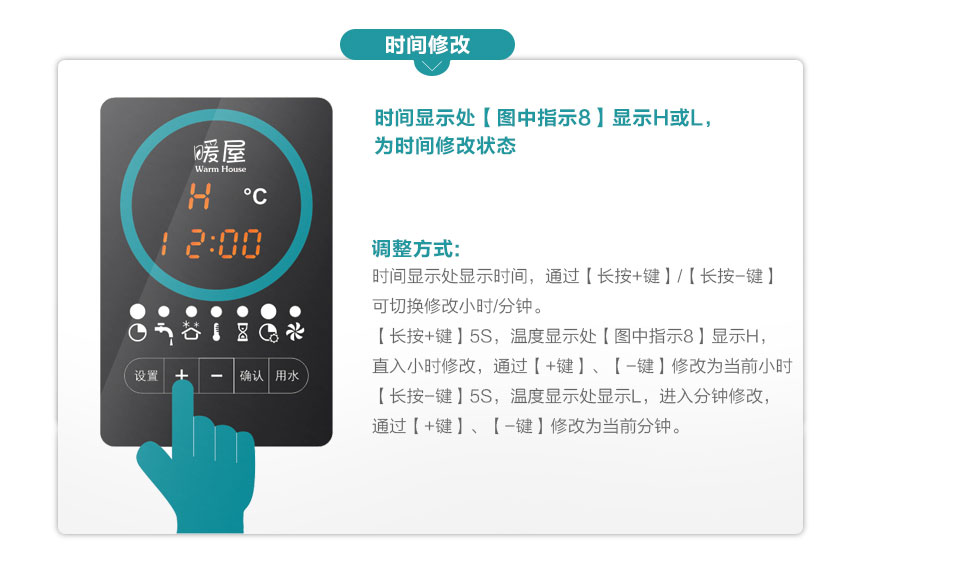 时间修改
时间显示处【图中指示8】显示H或L，
为时间修改状态
暖屋
Warm House
H °C
12:00
设置 + − 确认 用水
调整方式:
时间显示处显示时间，通过【长按+键】/【长按-键】
可切换修改小时/分钟。
【长按+键】5S，温度显示处【图中指示8】显示H，
直入小时修改，通过【+键】、【-键】修改为当前小时
【长按-键】5S，温度显示处显示L，进入分钟修改，
通过【+键】、【-键】修改为当前分钟。